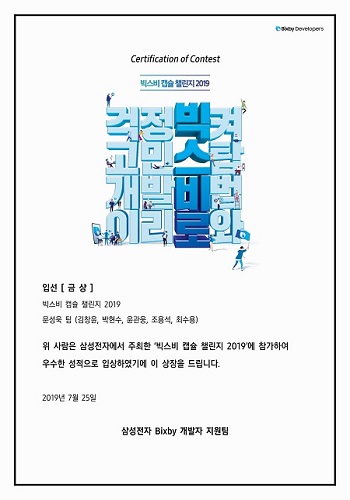 Bixby Developers
Certification of Contest
빅스비 캡슐 챌린지 2019
걱정빅켜
고민스탑
개발비번
이리로와
입선 [ 금 상 ]
빅스비 캡슐 챌린지 2019
문성욱 팀 (김창윤, 박현수, 윤관웅, 조용석, 최수용)
위 사람은 삼성전자에서 주최한 '빅스비 캡슐 챌린지 2019'에 참가하여
우수한 성적으로 입상하였기에 이 상장을 드립니다.
2019년 7월 25일
삼성전자 Bixby 개발자 지원팀